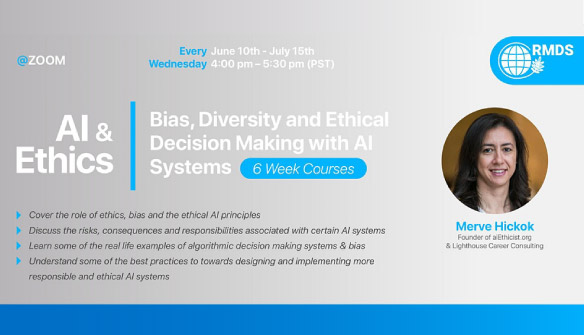 @ZOOM
Every June 10th - July 15th
Wednesday 4:00 pm – 5:30 pm (PST)
RMDS
AI &
Ethics
Bias, Diversity and Ethical
Decision Making with AI
Systems 6 Week Courses
Cover the role of ethics, bias and the ethical AI principles
Discuss the risks, consequences and responsibilities associated with certain AI systems
Learn some of the real life examples of algorithmic decision making systems & bias
Understand some of the best practices to towards designing and implementing more
responsible and ethical AI systems
Merve Hickok
Founder of aiEthicist.org
& Lighthouse Career Consulting